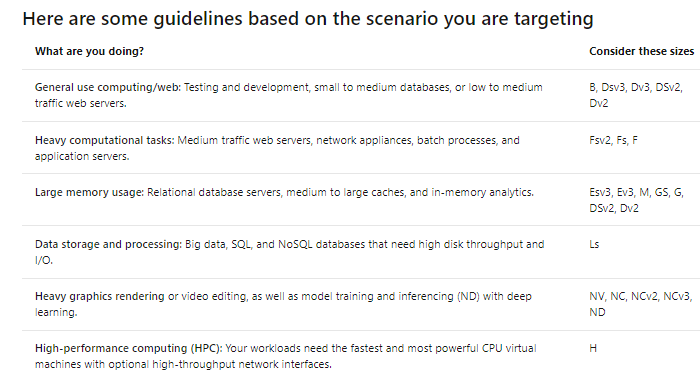 Here are some guidelines based on the scenario you are targeting
What are you doing? Consider these sizes
General use computing/web: Testing and development, small to medium databases, or low to medium B, Dsv3, Dv3, DSv2,
traffic web servers. Dv2
Heavy computational tasks: Medium traffic web servers, network appliances, batch processes, and Fsv2, Fs, F
application servers.
Large memory usage: Relational database servers, medium to large caches, and in-memory analytics. Esv3, Ev3, M, GS, G,
DSv2, Dv2
Data storage and processing: Big data, SQL, and NoSQL databases that need high disk throughput and Ls
I/O.
Heavy graphics rendering or video editing, as well as model training and inferencing (ND) with deep NV, NC, NCv2, NCv3,
learning. ND
High-performance computing (HPC): Your workloads need the fastest and most powerful CPU virtual H
machines with optional high-throughput network interfaces.